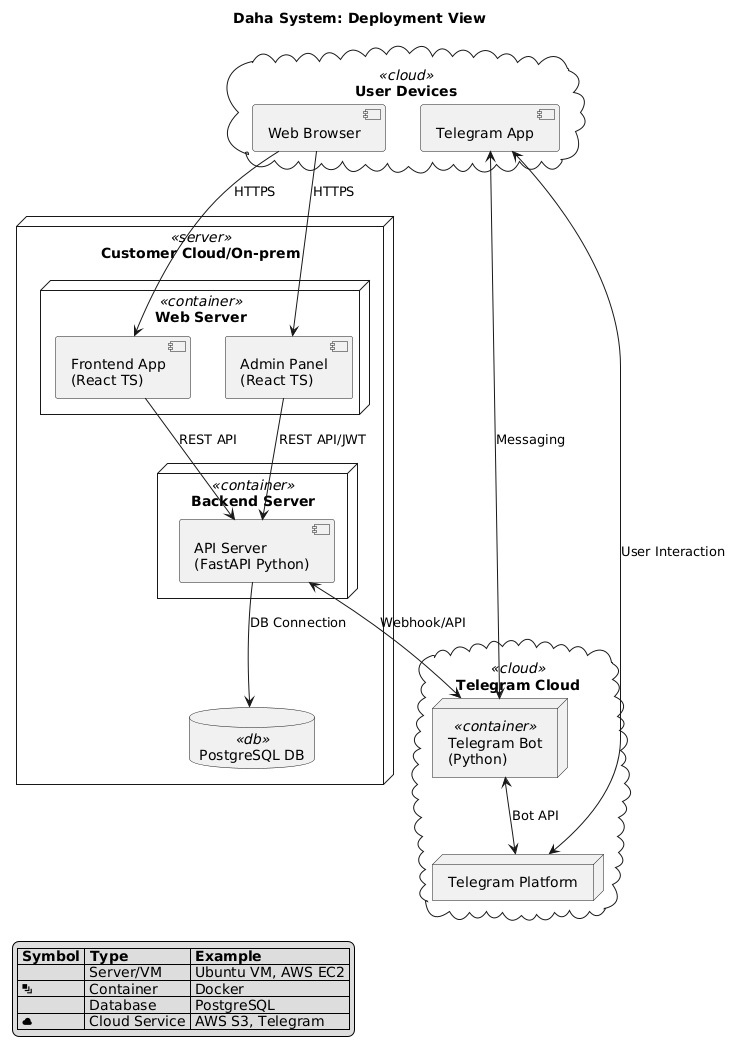 Daha System: Deployment View
«cloud»
User Devices
Web Browser
Telegram App
HTTPS
HTTPS
«server»
Customer Cloud/On-prem
«container»
Web Server
Frontend App
(React TS)
Admin Panel
(React TS)
REST API
REST API/JWT
Messaging
«container»
Backend Server
API Server
(FastAPI Python)
User Interaction
DB Connection
Webhook/API
«cloud»
Telegram Cloud
«container»
Telegram Bot
(Python)
«db»
PostgreSQL DB
Bot API
Telegram Platform
Symbol Type Example
Server/VM Ubuntu VM, AWS EC2
Container Docker
Database PostgreSQL
Cloud Service AWS S3, Telegram